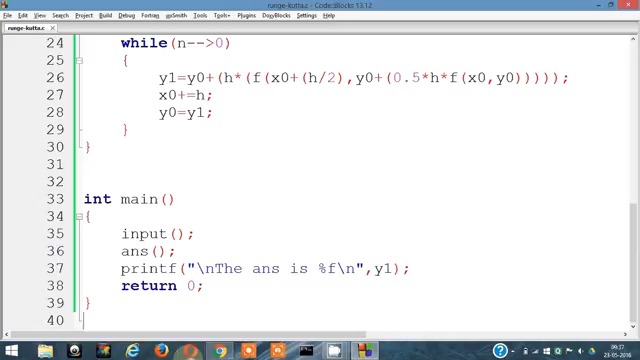 runge-kutta.c - Code::Blocks 13.12
File Edit View Search Project Build Debug wxSmith Tools Tools+ Plugins DoxyBlocks Settings Help
runge-kutta.c
24 while(n-->0)
25 {
26 y1=y0+(h*(f(x0+(h/2),y0+(0.5*h*f(x0,y0)))));
27 x0+=h;
28 y0=y1;
29 }
30 }
31
32
33 int main()
34 {
35 input();
36 ans();
37 printf("\nThe ans is %f\n",y1);
38 return 0;
39 }
40
09:37
23-05-2018